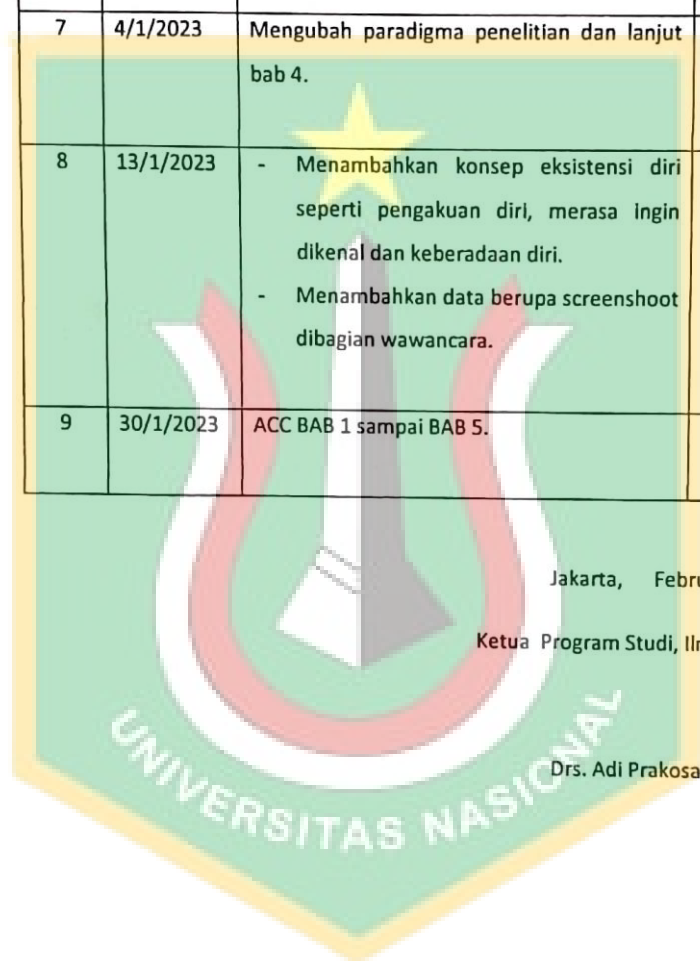 7 4/1/2023 Mengubah paradigma penelitian dan lanjut
bab 4.
8 13/1/2023 - Menambahkan konsep eksistensi diri
seperti pengakuan diri, merasa ingin
dikenal dan keberadaan diri.
- Menambahkan data berupa screenshoot
dibagian wawancara.
9 30/1/2023 ACC BAB 1 sampai BAB 5.
Jakarta,
Ketua Program Studi,
Drs. Adi Prakosa
UNIVERSITAS NASIONAL